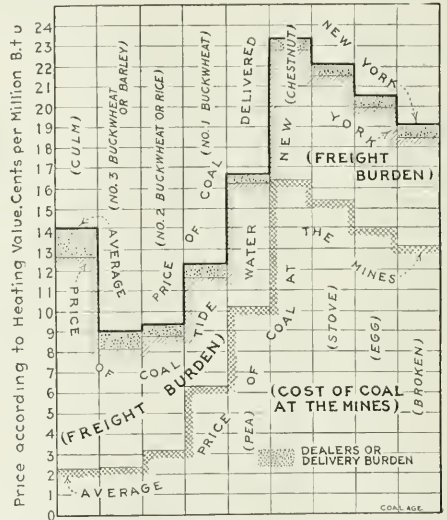 Price according to Heating Value, Cents per Million B.t.u
24
23
22
21
20
19
18
17
16
15
14
13
12
11
10
9
8
7
6
5
4
3
2
1
0
(CULM)
(NO. 3 BUCKWHEAT OR BARLEY)
(NO. 2 BUCKWHEAT OR RICE)
(NO. 1 BUCKWHEAT)
(PEA)
(CHESTNUT)
(STOVE)
(EGG)
(BROKEN)
AVERAGE PRICE OF COAL DELIVERED NEW YORK
PRICE OF COAL TIDE WATER NEW YORK
(FREIGHT BURDEN)
(FREIGHT BURDEN)
AVERAGE PRICE OF COAL AT THE MINES
(COST OF COAL
AT THE MINES)
DEALERS OR
DELIVERY BURDEN
COAL AGE